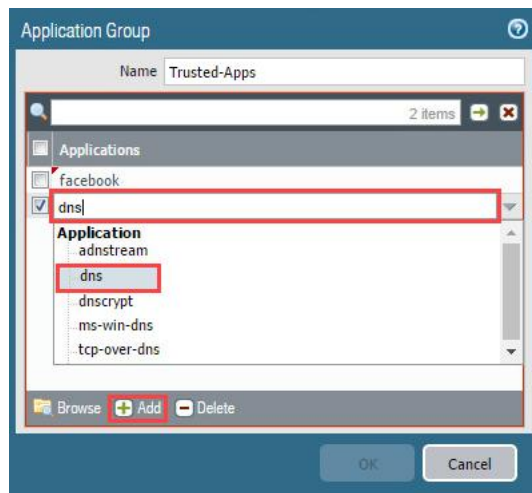 Application Group
Name Trusted-Apps
2 items
Applications
facebook
dns
Application
adnstream
dns
dnscrypt
ms-win-dns
tcp-over-dns
Browse Add Delete
OK Cancel